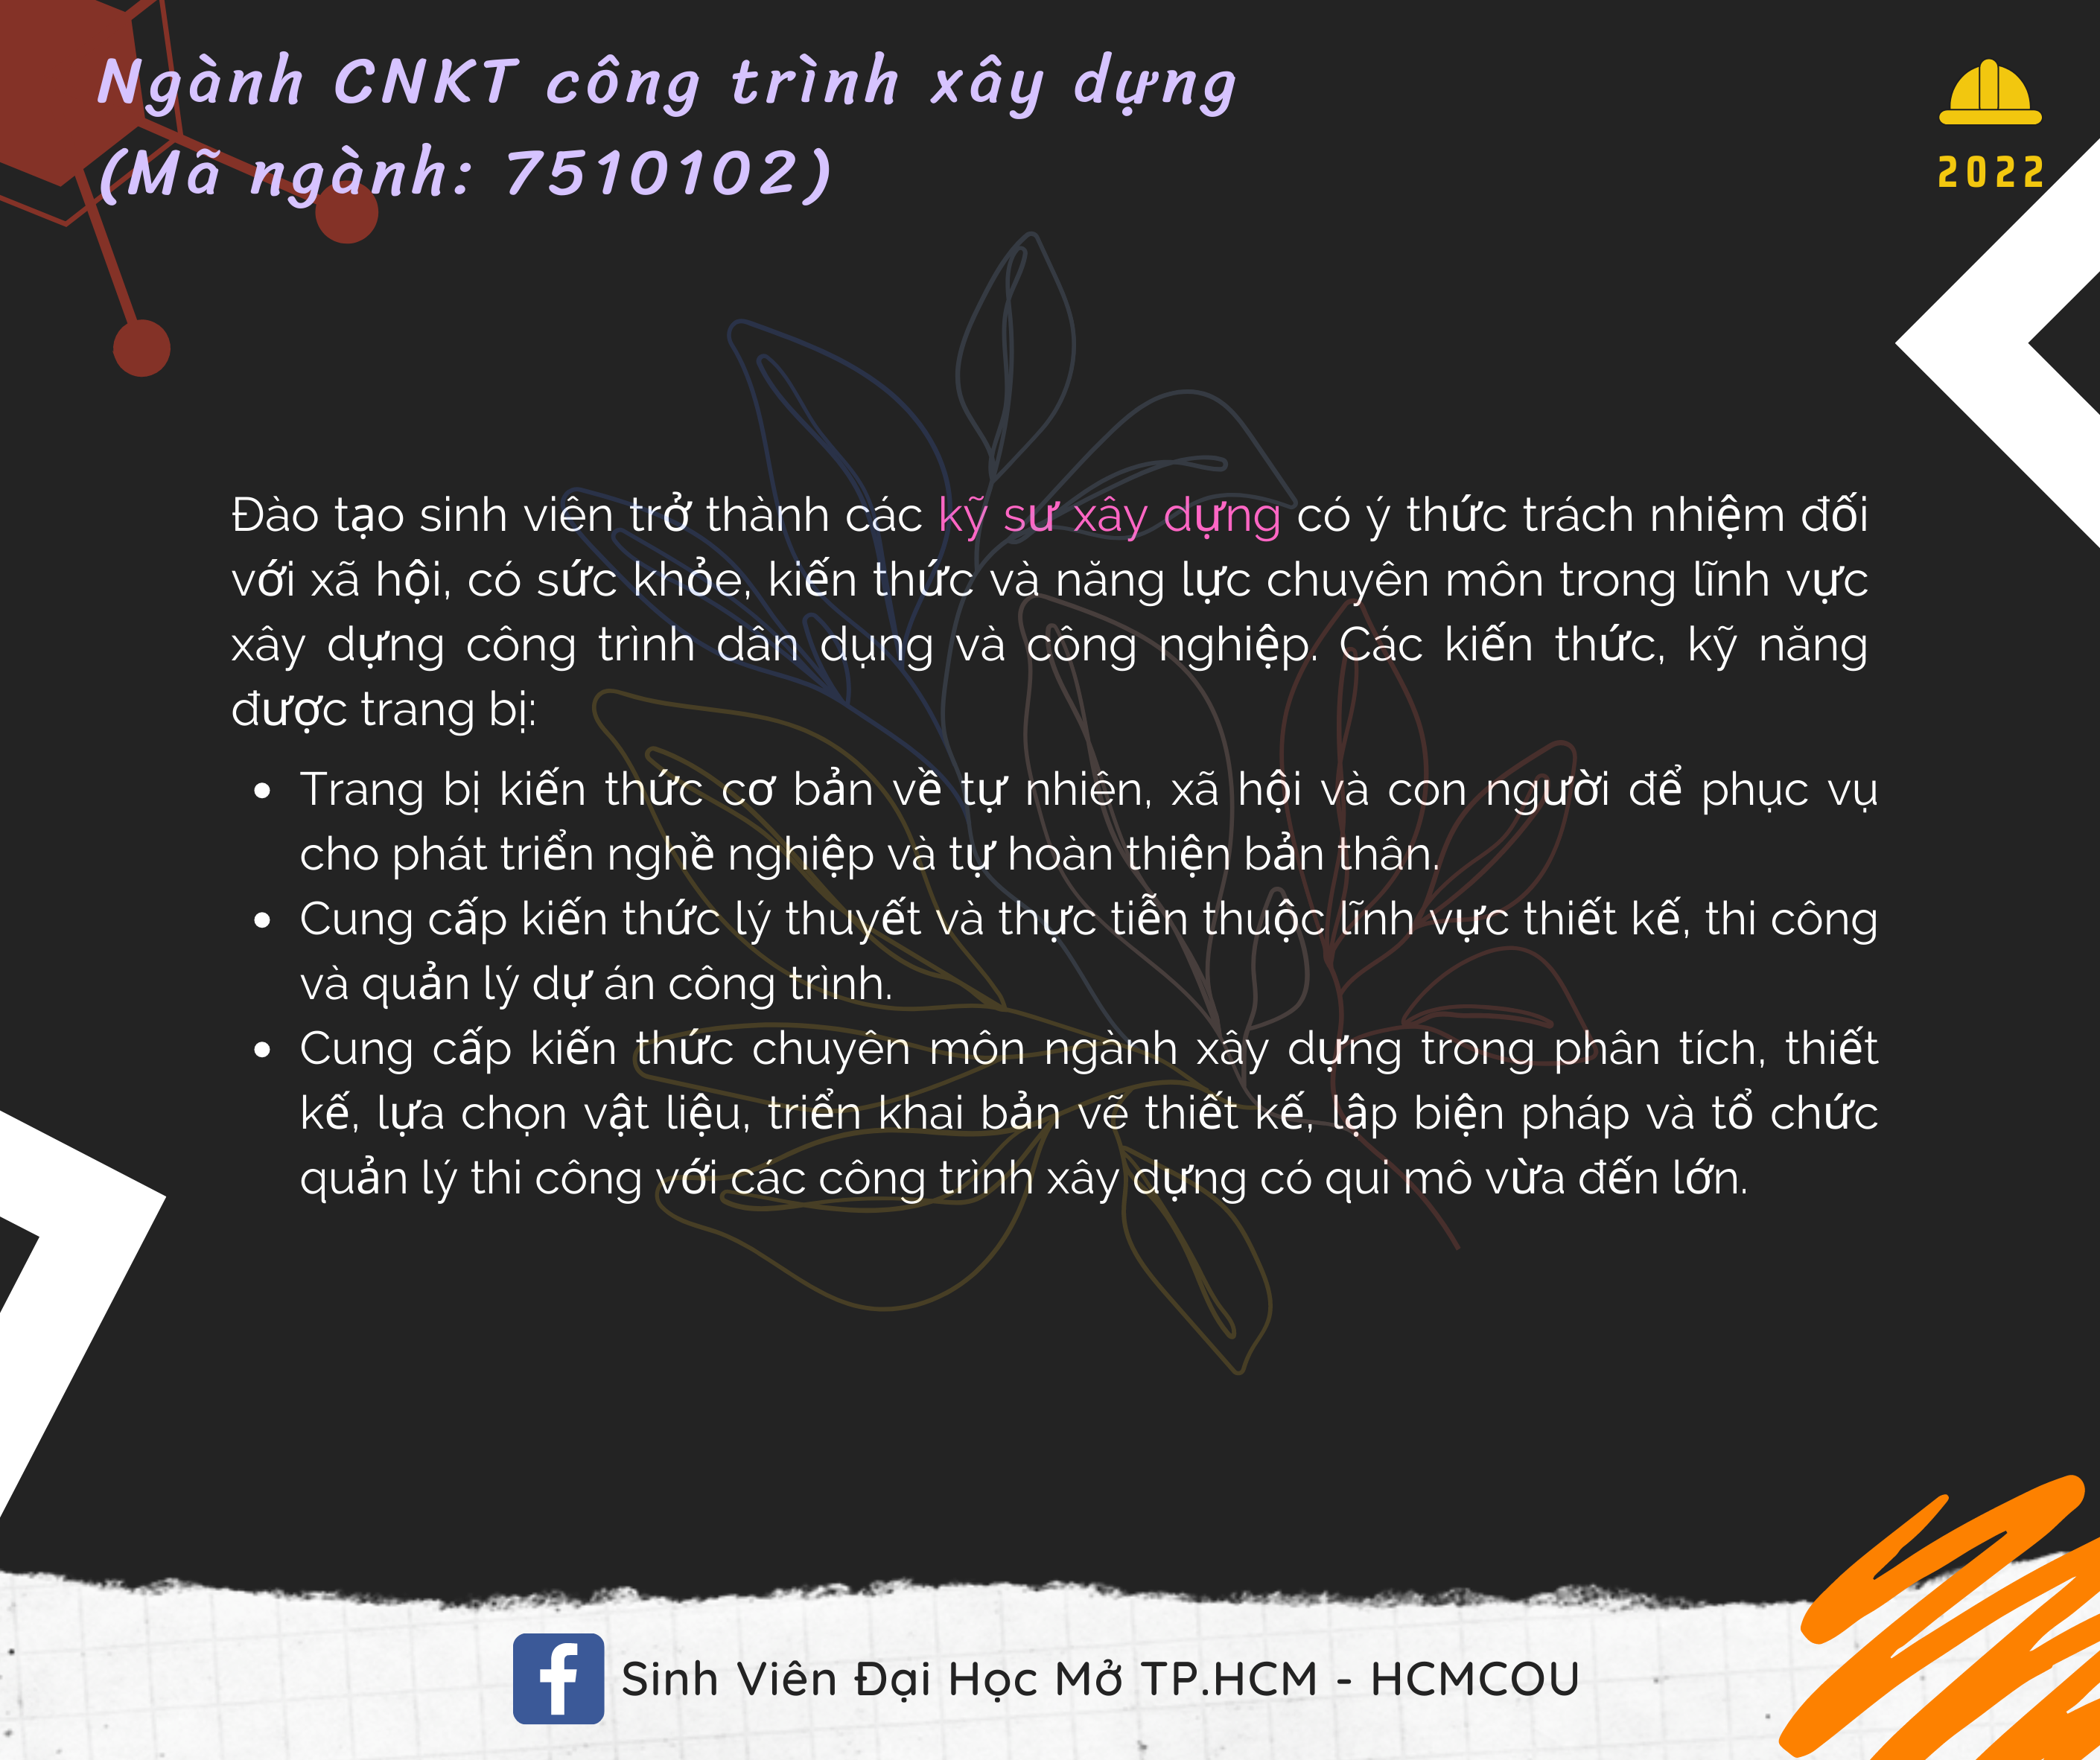 Ngành CNKT công trình xây dựng
(Mã ngành: 7510102)
2022
Đào tạo sinh viên trở thành các kỹ sư xây dựng có ý thức trách nhiệm đối
với xã hội, có sức khỏe, kiến thức và năng lực chuyên môn trong lĩnh vực
xây dựng công trình dân dụng và công nghiệp. Các kiến thức, kỹ năng
được trang bị:
• Trang bị kiến thức cơ bản về tự nhiên, xã hội và con người để phục vụ
cho phát triển nghề nghiệp và tự hoàn thiện bản thân.
• Cung cấp kiến thức lý thuyết và thực tiễn thuộc lĩnh vực thiết kế, thi công
và quản lý dự án công trình.
• Cung cấp kiến thức chuyên môn ngành xây dựng trong phân tích, thiết
kế, lựa chọn vật liệu, triển khai bản vẽ thiết kế, lập biện pháp và tổ chức
quản lý thi công với các công trình xây dựng có qui mô vừa đến lớn.
Sinh Viên Đại Học Mở TP.HCM - HCMCOU